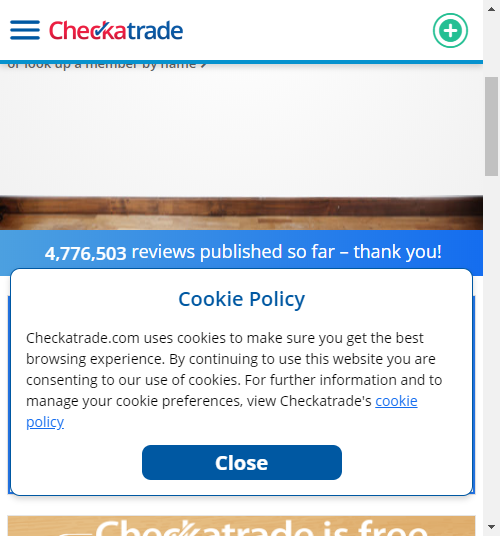 Checkatrade
or look up a member by name
4,776,503 reviews published so far – thank you!
Cookie Policy
Checkatrade.com uses cookies to make sure you get the best
browsing experience. By continuing to use this website you are
consenting to our use of cookies. For further information and to
manage your cookie preferences, view Checkatrade's cookie
policy
Close
Checkatrade is free